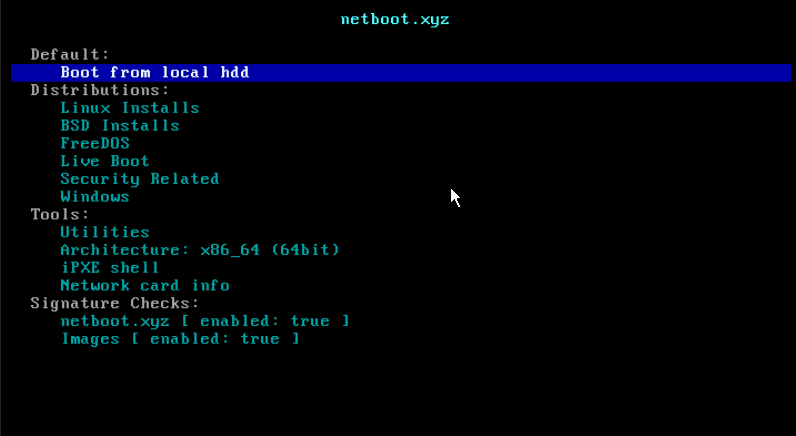 netboot.xyz
Default:
Boot from local hdd
Distributions:
Linux Installs
BSD Installs
FreeDOS
Live Boot
Security Related
Windows
Tools:
Utilities
Architecture: x86_64 (64bit)
iPXE shell
Network card info
Signature Checks:
netboot.xyz [ enabled: true ]
Images [ enabled: true ]